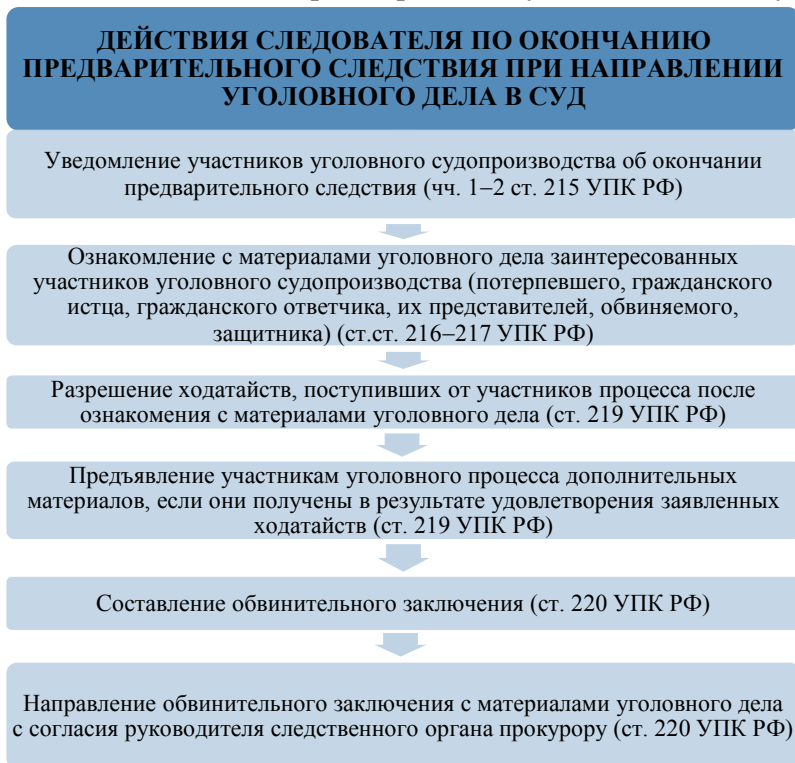 ДЕЙСТВИЯ СЛЕДОВАТЕЛЯ ПО ОКОНЧАНИЮ
ПРЕДВАРИТЕЛЬНОГО СЛЕДСТВИЯ ПРИ НАПРАВЛЕНИИ
УГОЛОВНОГО ДЕЛА В СУД
Уведомление участников уголовного судопроизводства об окончании
предварительного следствия (чч. 1–2 ст. 215 УПК РФ)
Ознакомление с материалами уголовного дела заинтересованных
участников уголовного судопроизводства (потерпевшего, гражданского
истца, гражданского ответчика, их представителей, обвиняемого,
защитника) (ст.ст. 216–217 УПК РФ)
Разрешение ходатайств, поступивших от участников процесса после
ознакомения с материалами уголовного дела (ст. 219 УПК РФ)
Предъявление участникам уголовного процесса дополнительных
материалов, если они получены в результате удовлетворения заявленных
ходатайств (ст. 219 УПК РФ)
Составление обвинительного заключения (ст. 220 УПК РФ)
Направление обвинительного заключения с материалами уголовного дела
с согласия руководителя следственного органа прокурору (ст. 220 УПК РФ)